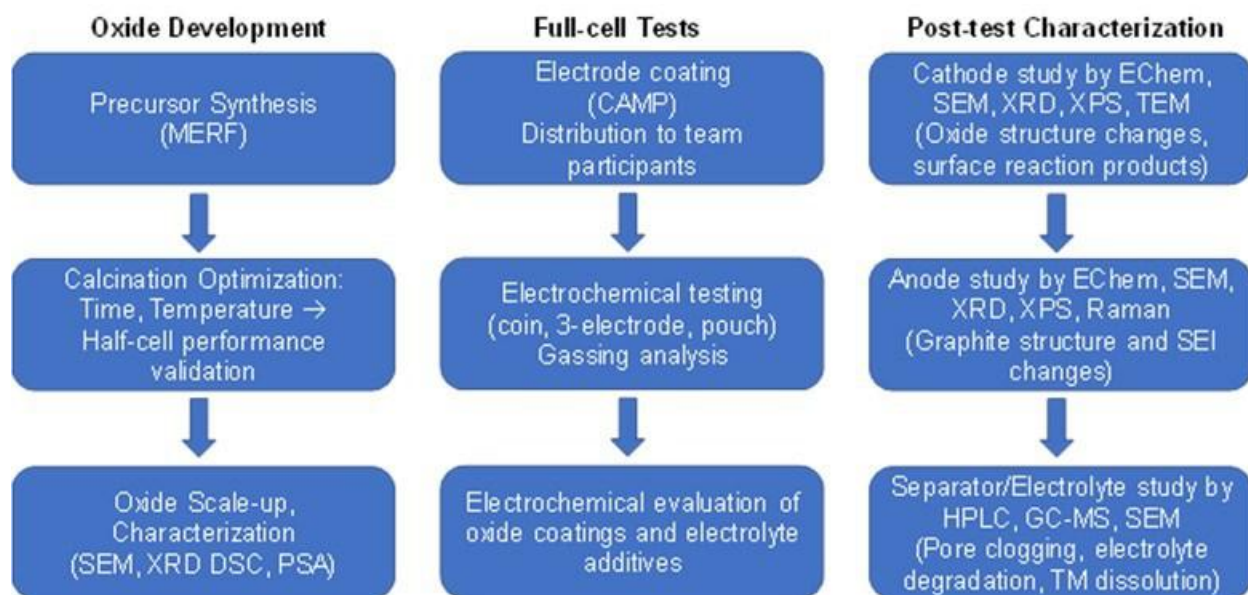 Oxide Development
Precursor Synthesis
(MERF)
Calcination Optimization:
Time, Temperature →
Half-cell performance
validation
Oxide Scale-up,
Characterization
(SEM, XRD DSC, PSA)
Full-cell Tests
Electrode coating
(CAMP)
Distribution to team
participants
Electrochemical testing
(coin, 3-electrode, pouch)
Gassing analysis
Electrochemical evaluation of
oxide coatings and electrolyte
additives
Post-test Characterization
Cathode study by EChem,
SEM, XRD, XPS, TEM
(Oxide structure changes,
surface reaction products)
Anode study by EChem, SEM,
XRD, XPS, Raman
(Graphite structure and SEI
changes)
Separator/Electrolyte study by
HPLC, GC-MS, SEM
(Pore clogging, electrolyte
degradation, TM dissolution)